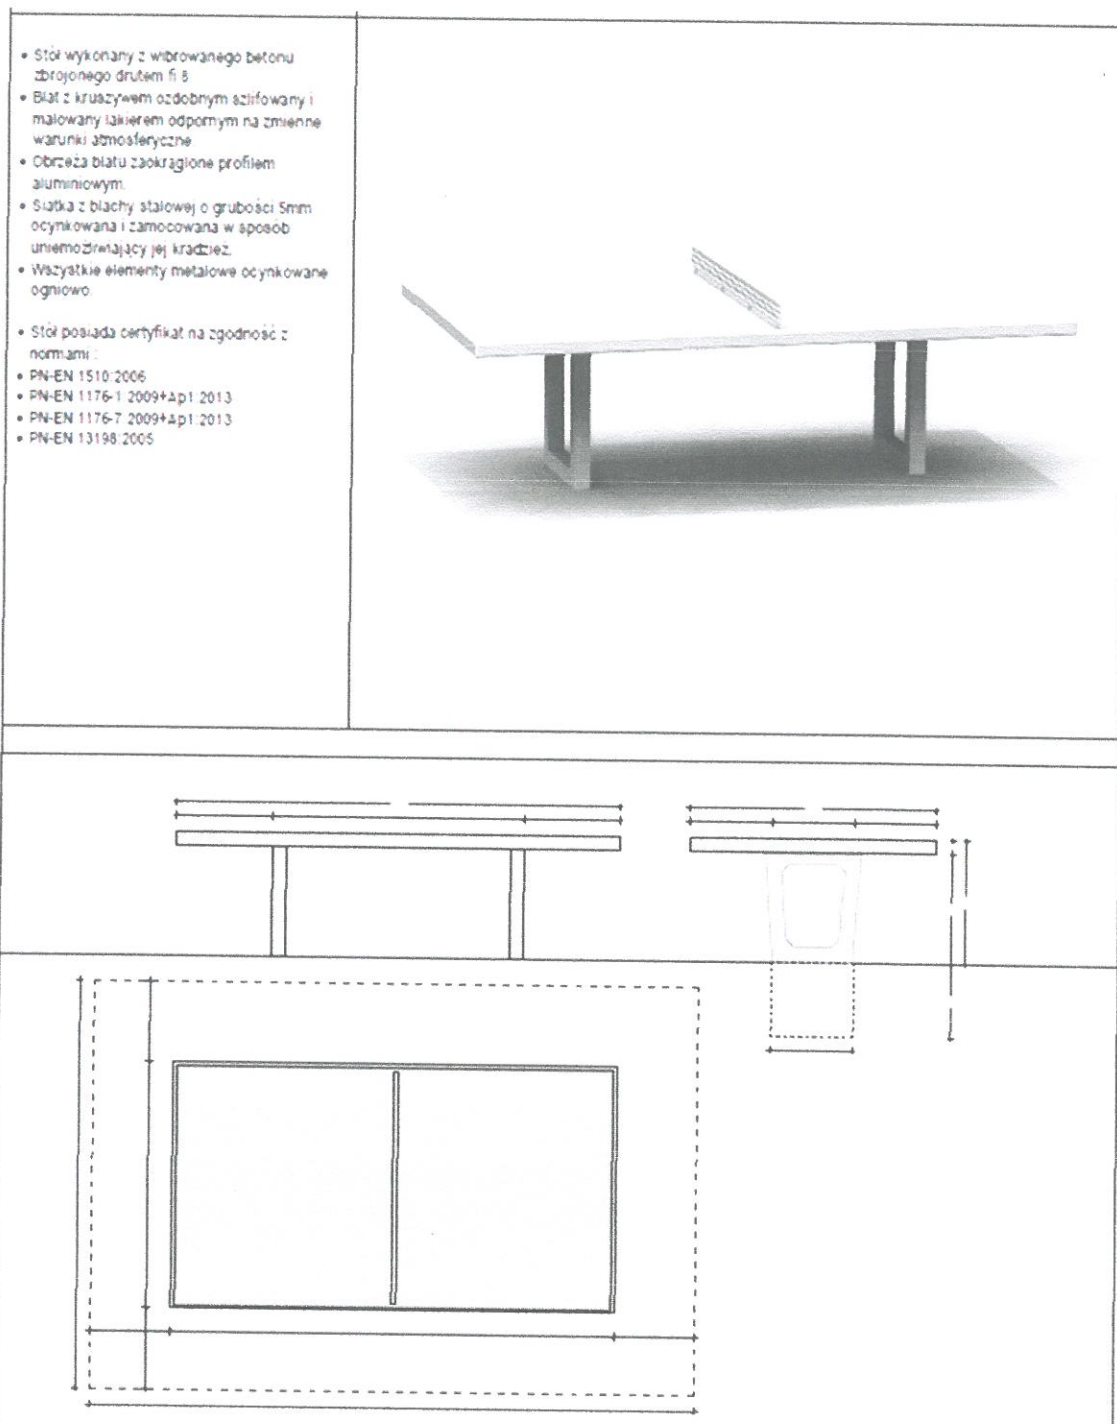 • Stół wykonany z wibrowanego betonu
zbrojonego drutem fi 8
• Blat z kruszywem ozdobnym szlifowany i
malowany lakierem odpornym na zmienne
warunki atmosferyczne.
• Obrzeża blatu zaokrąglone profilem
aluminiowym.
• Siatka z blachy stalowej o grubości 5mm
ocynkowana i zamocowana w sposób
uniemożliwiający jej kradzież.
• Wszystkie elementy metalowe ocynkowane
ogniowo.
• Stół posiada certyfikat na zgodność z
normami :
• PN-EN 1510:2006
• PN-EN 1176-1:2009+Ap1:2013
• PN-EN 1176-7:2009+Ap1:2013
• PN-EN 13198:2005